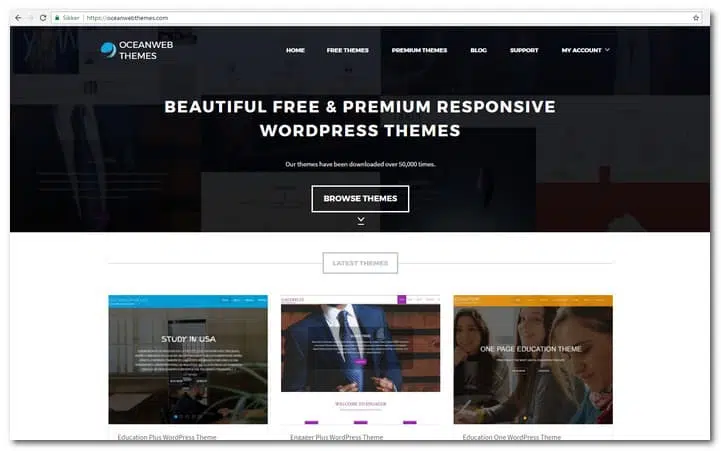 Sikker https://oceanwebthemes.com
OCEANWEB
THEMES
HOME FREE THEMES PREMIUM THEMES BLOG SUPPORT MY ACCOUNT
BEAUTIFUL FREE & PREMIUM RESPONSIVE
WORDPRESS THEMES
Our themes have been downloaded over 50,000 times.
BROWSE THEMES
LATEST THEMES
STUDY IN USA
WELCOME TO ENGAGER
ONE PAGE EDUCATION THEME
Education Plus WordPress Theme
Engager Plus WordPress Theme
Education One WordPress Theme